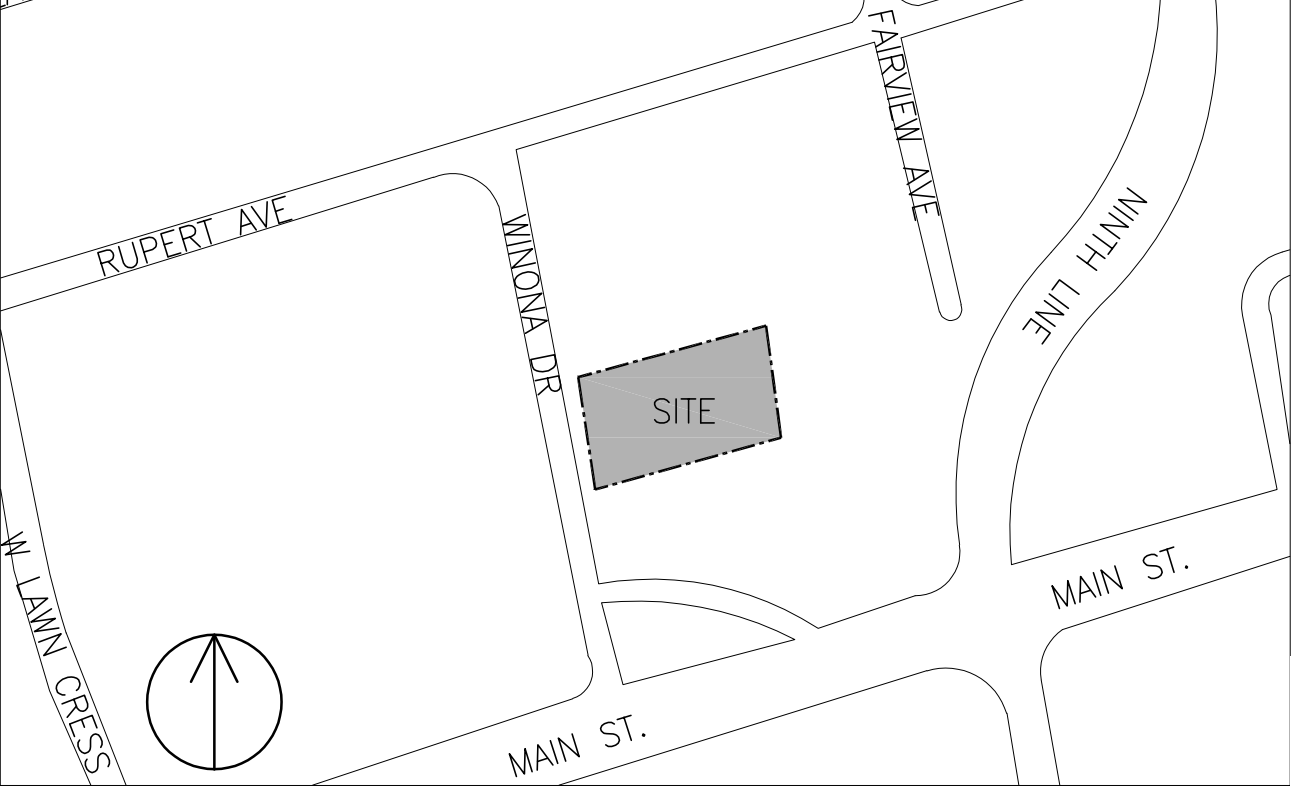 FAIRVIEW AVE
RUPERT AVE
WINONA DR
NINTH LINE
SITE
W LAWN CRESS
MAIN ST.
MAIN ST.